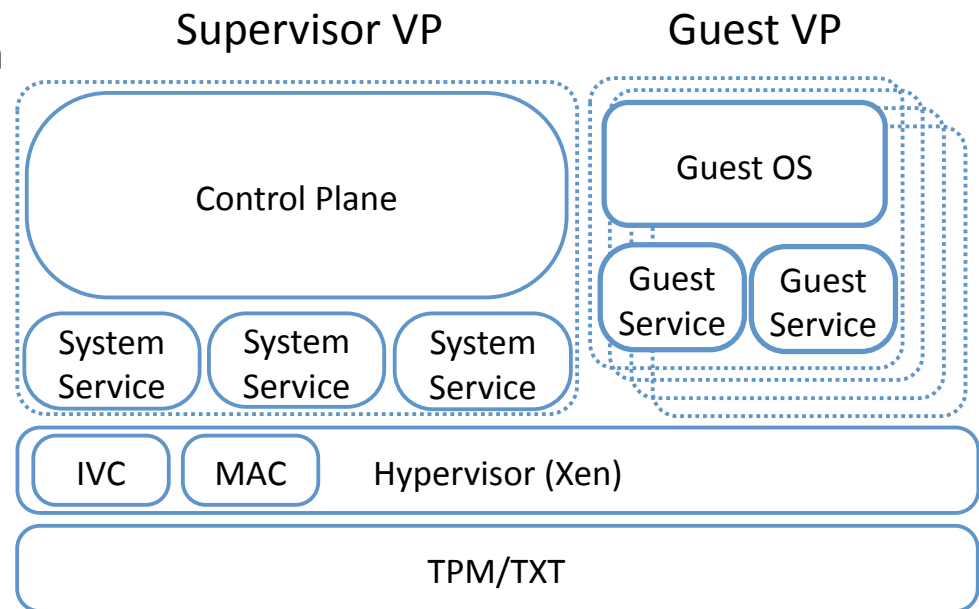 Supervisor VP
Guest VP
Control Plane
Guest OS
Guest
Service
Guest
Service
System
Service
System
Service
System
Service
IVC
MAC
Hypervisor (Xen)
TPM/TXT